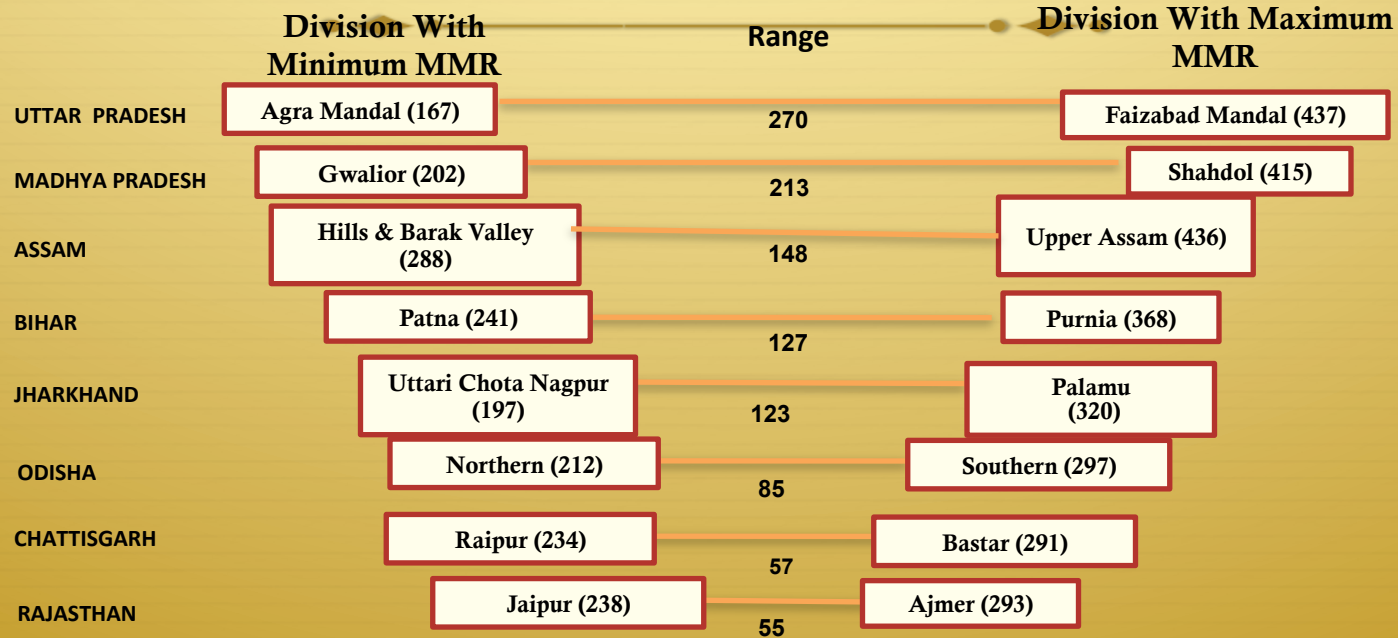 Division With
Minimum MMR
Range
Division With Maximum
MMR
UTTAR PRADESH
Agra Mandal (167)
270
Faizabad Mandal (437)
MADHYA PRADESH
Gwalior (202)
213
Shahdol (415)
ASSAM
Hills & Barak Valley
(288)
148
Upper Assam (436)
BIHAR
Patna (241)
127
Purnia (368)
JHARKHAND
Uttari Chota Nagpur
(197)
123
Palamu
(320)
ODISHA
Northern (212)
85
Southern (297)
CHATTISGARH
Raipur (234)
57
Bastar (291)
RAJASTHAN
Jaipur (238)
55
Ajmer (293)